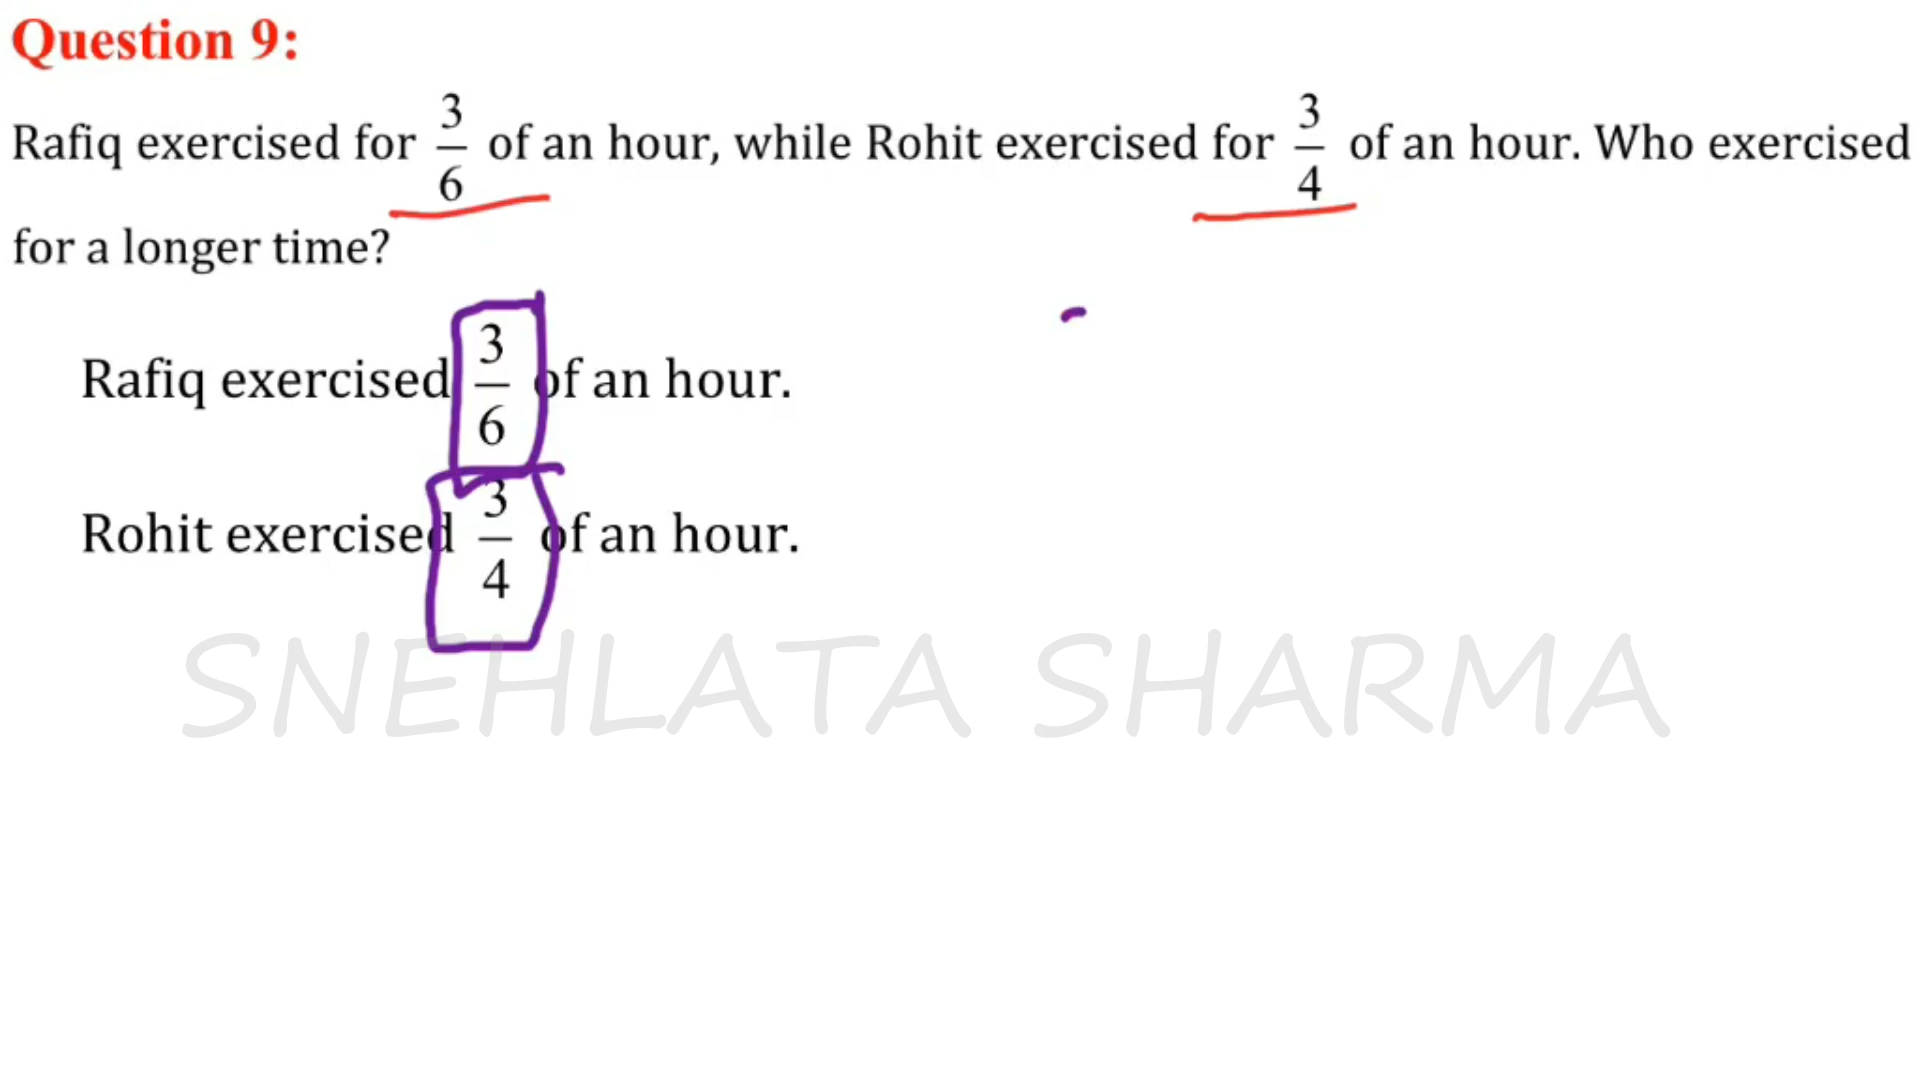 Question 9:
Rafiq exercised for 3/6 of an hour, while Rohit exercised for 3/4 of an hour. Who exercised
for a longer time?
Rafiq exercised 3/6 of an hour.
Rohit exercised 3/4 of an hour.
SNEHLATA SHARMA